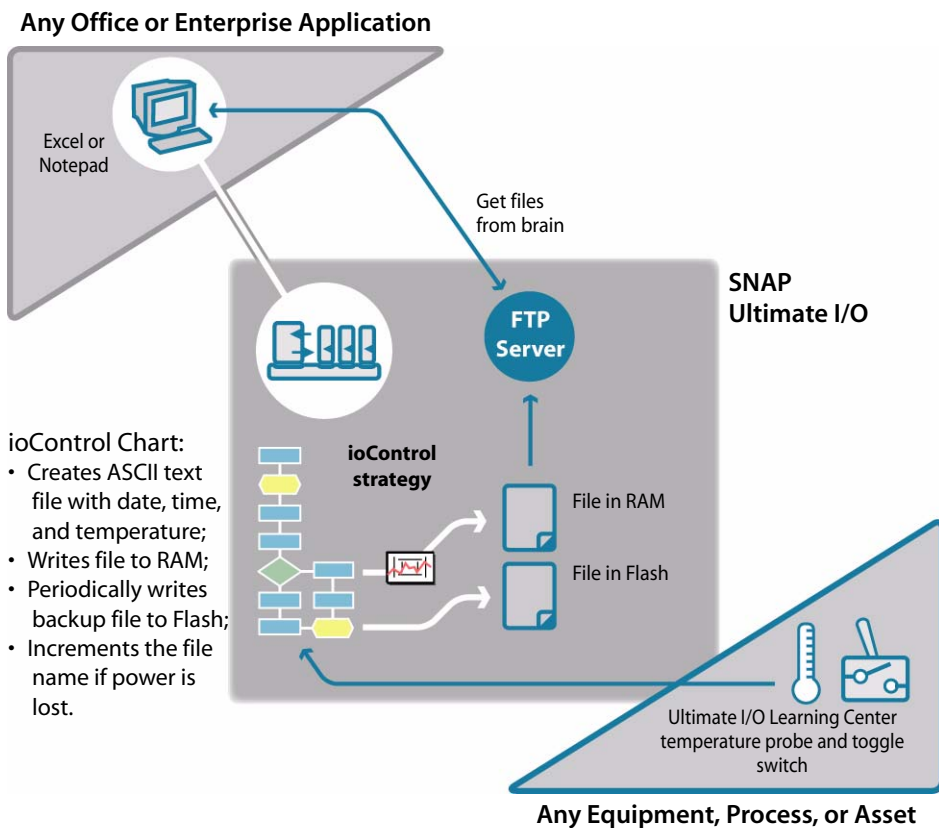 Any Office or Enterprise Application
Excel or
Notepad
Get files
from brain
SNAP
Ultimate I/O
FTP
Server
ioControl Chart:
• Creates ASCII text
file with date, time,
and temperature;
• Writes file to RAM;
• Periodically writes
backup file to Flash;
• Increments the file
name if power is
lost.
ioControl
strategy
File in RAM
File in Flash
Ultimate I/O Learning Center
temperature probe and toggle
switch
Any Equipment, Process, or Asset